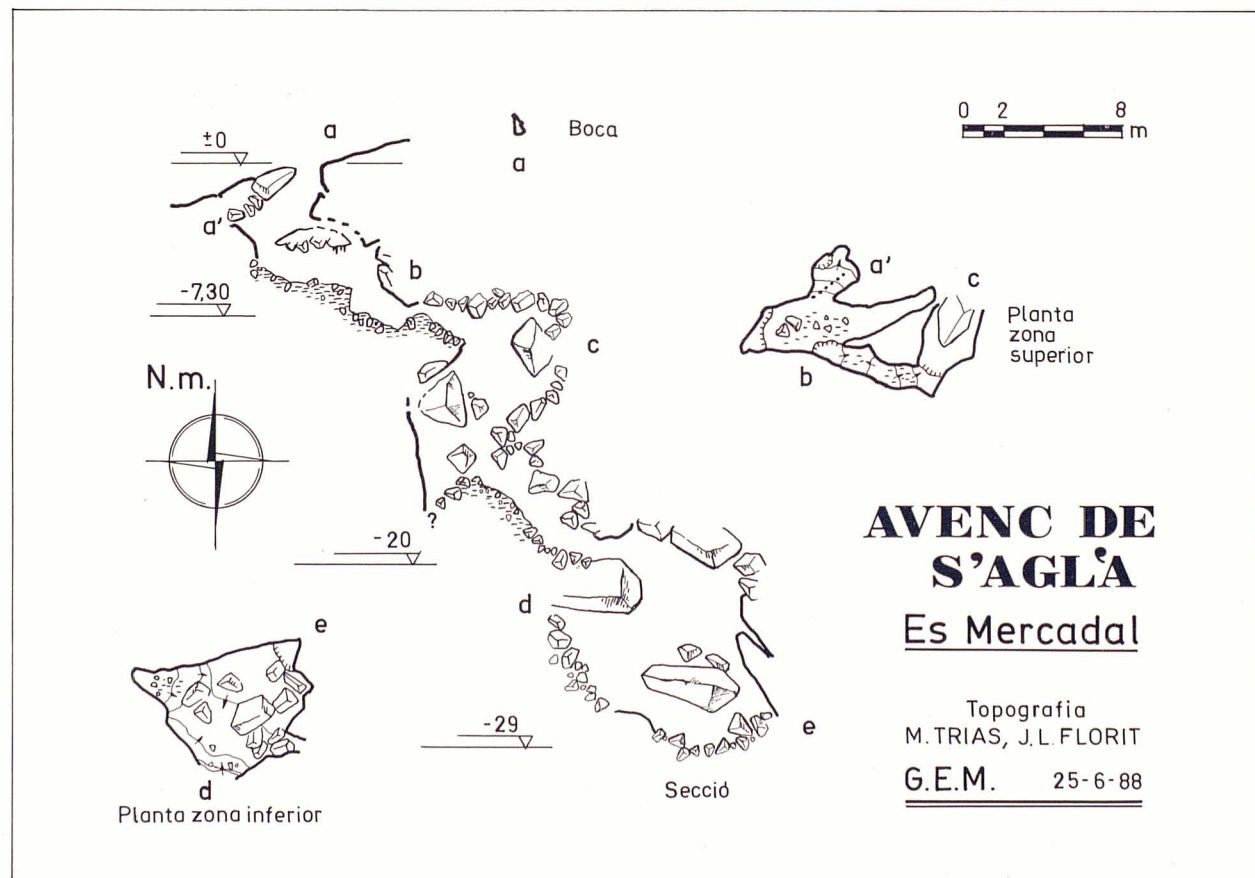 a
±0
Boca
a
0 2 8
m
a'
a'
b
c
-7,30
Planta
zona
superior
c
b
N.m.
?
-20
AVENC DE
S'AGL'A
Es Mercadal
d
e
Topografia
M. TRIAS, J.L. FLORIT
-29
e
G.E.M. 25-6-88
d
Secció
Planta zona inferior